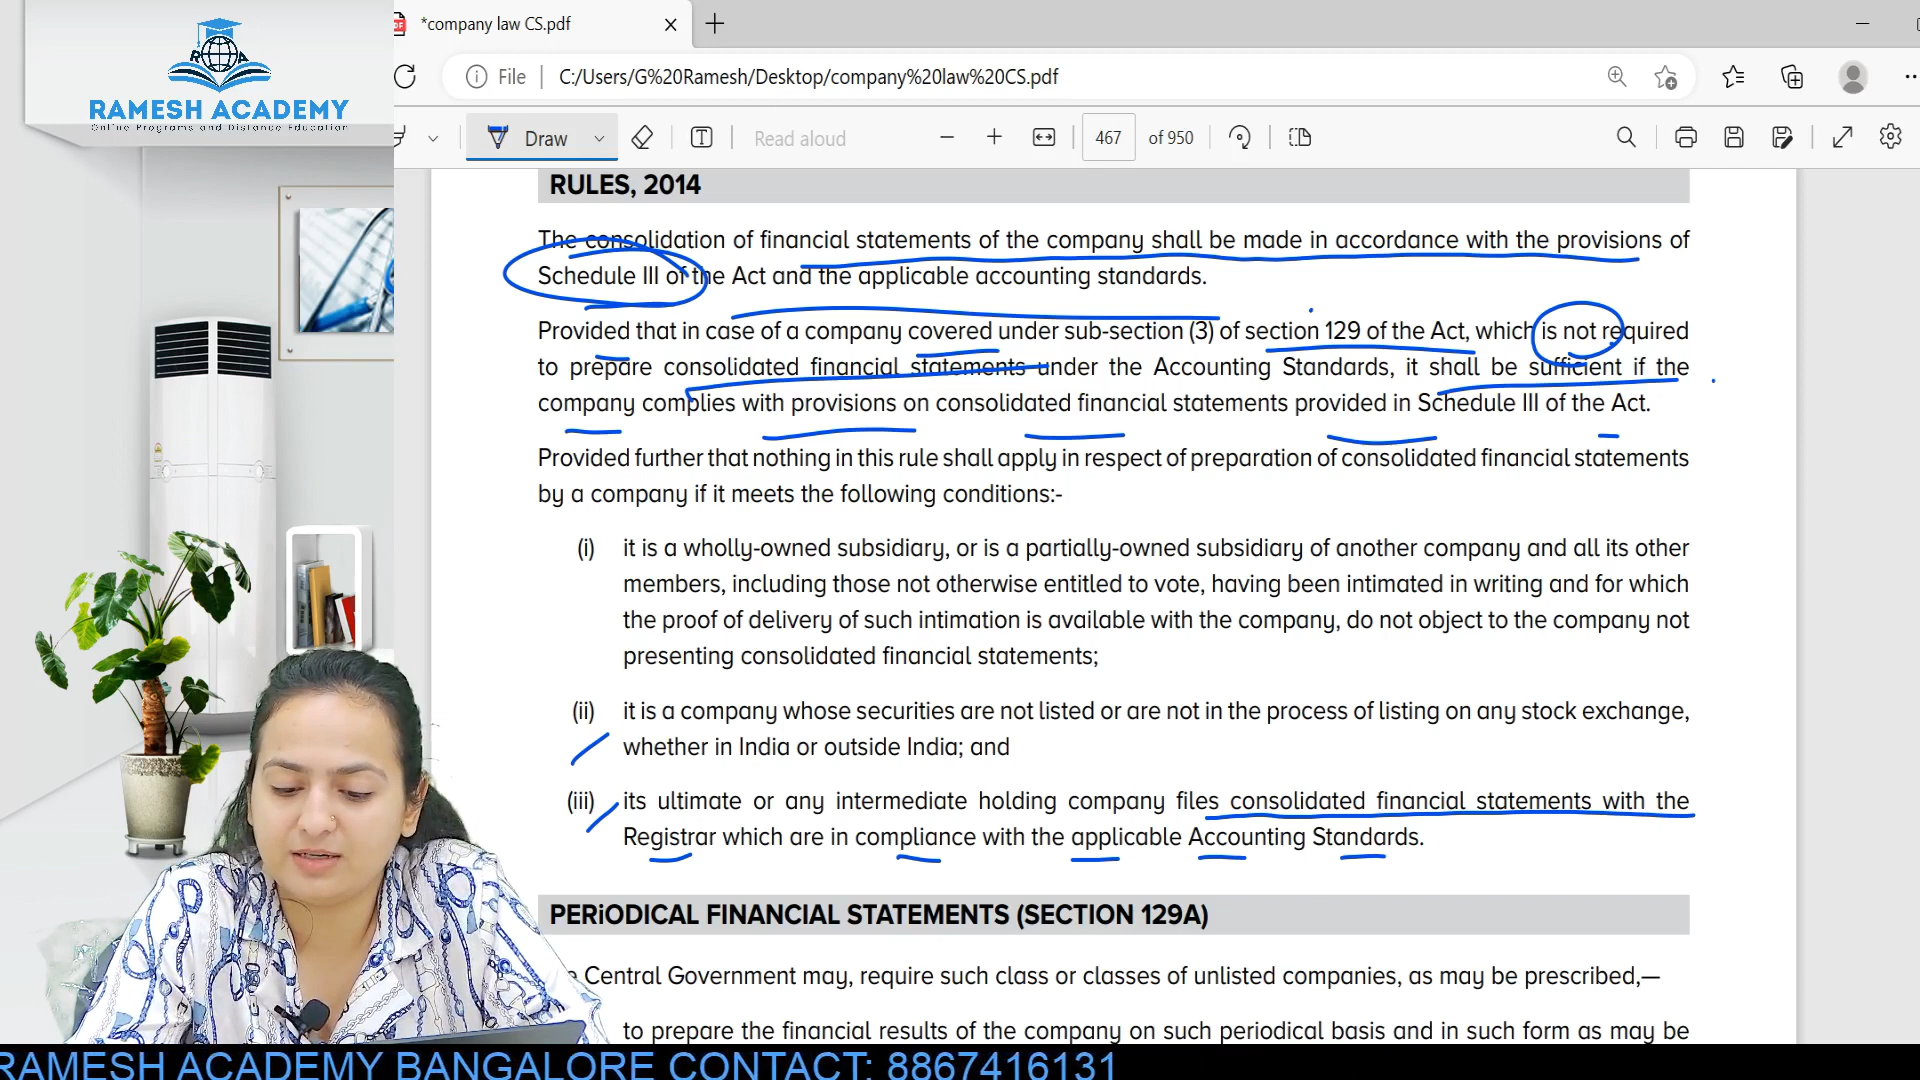 *company law CS.pdf
RA
RAMESH ACADEMY
Online Programs and Distance Education
File
C:/Users/G%20Ramesh/Desktop/company%20law%20CS.pdf
Draw
Read aloud
467
of 950
RULES, 2014
The consolidation of financial statements of the company shall be made in accordance with the provisions of
Schedule III of the Act and the applicable accounting standards.
Provided that in case of a company covered under sub-section (3) of section 129 of the Act, which is not required
to prepare consolidated financial statements under the Accounting Standards, it shall be sufficient if the
company complies with provisions on consolidated financial statements provided in Schedule III of the Act.
Provided further that nothing in this rule shall apply in respect of preparation of consolidated financial statements
by a company if it meets the following conditions:-
(i) it is a wholly-owned subsidiary, or is a partially-owned subsidiary of another company and all its other
members, including those not otherwise entitled to vote, having been intimated in writing and for which
the proof of delivery of such intimation is available with the company, do not object to the company not
presenting consolidated financial statements;
(ii) it is a company whose securities are not listed or are not in the process of listing on any stock exchange,
whether in India or outside India; and
(iii) its ultimate or any intermediate holding company files consolidated financial statements with the
Registrar which are in compliance with the applicable Accounting Standards.
PERiODICAL FINANCIAL STATEMENTS (SECTION 129A)
e Central Government may, require such class or classes of unlisted companies, as may be prescribed,—
to prepare the financial results of the company on such periodical basis and in such form as may be
RAMESH ACADEMY BANGALORE CONTACT: 8867416131